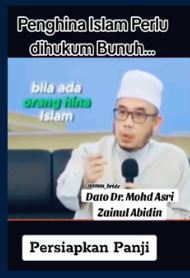 Penghina Islam Perlu
dihukum Bunuh...
bila ada
orang hina
Islam
Dato Dr. Mohd Asri
Zainul Abidin
Persiapkan Panji